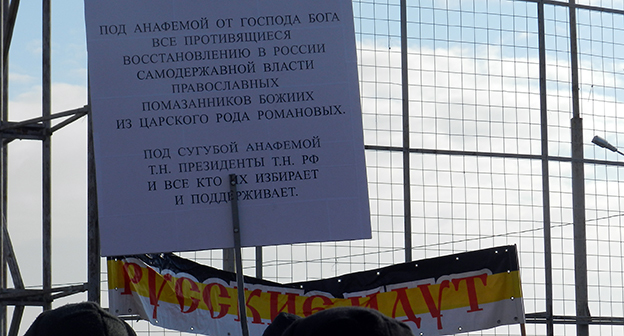 ПОД АНАФЕМОЙ ОТ ГОСПОДА БОГА
ВСЕ ПРОТИВЯЩИЕСЯ
ВОССТАНОВЛЕНИЮ В РОССИИ
САМОДЕРЖАВНОЙ ВЛАСТИ
ПРАВОСЛАВНЫХ
ПОМАЗАННИКОВ БОЖИИХ
ИЗ ЦАРСКОГО РОДА РОМАНОВЫХ.
ПОД СУГУБОЙ АНАФЕМОЙ
Т.Н. ПРЕЗИДЕНТЫ Т.Н. РФ
И ВСЕ КТО ИХ ИЗБИРАЕТ
И ПОДДЕРЖИВАЕТ.
РУССКИЕ ИДУТ